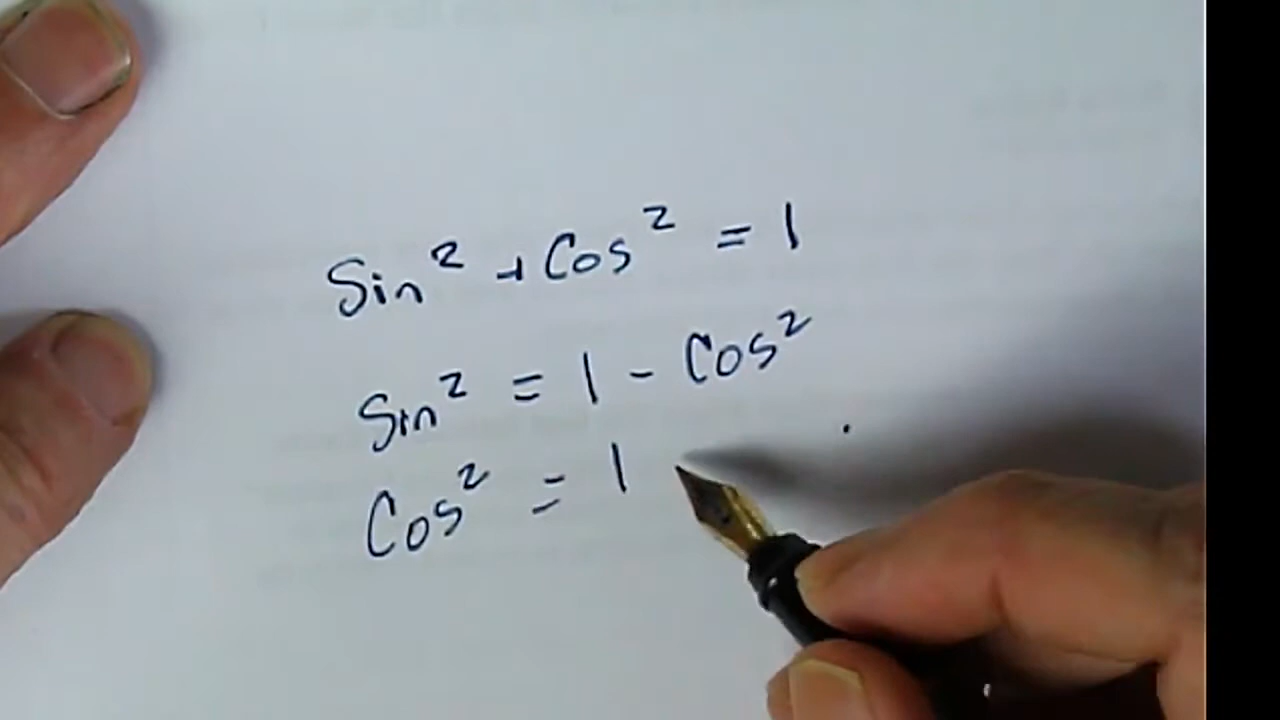 Sin² + Cos² = 1
Sin² = 1 - Cos²
Cos² = 1